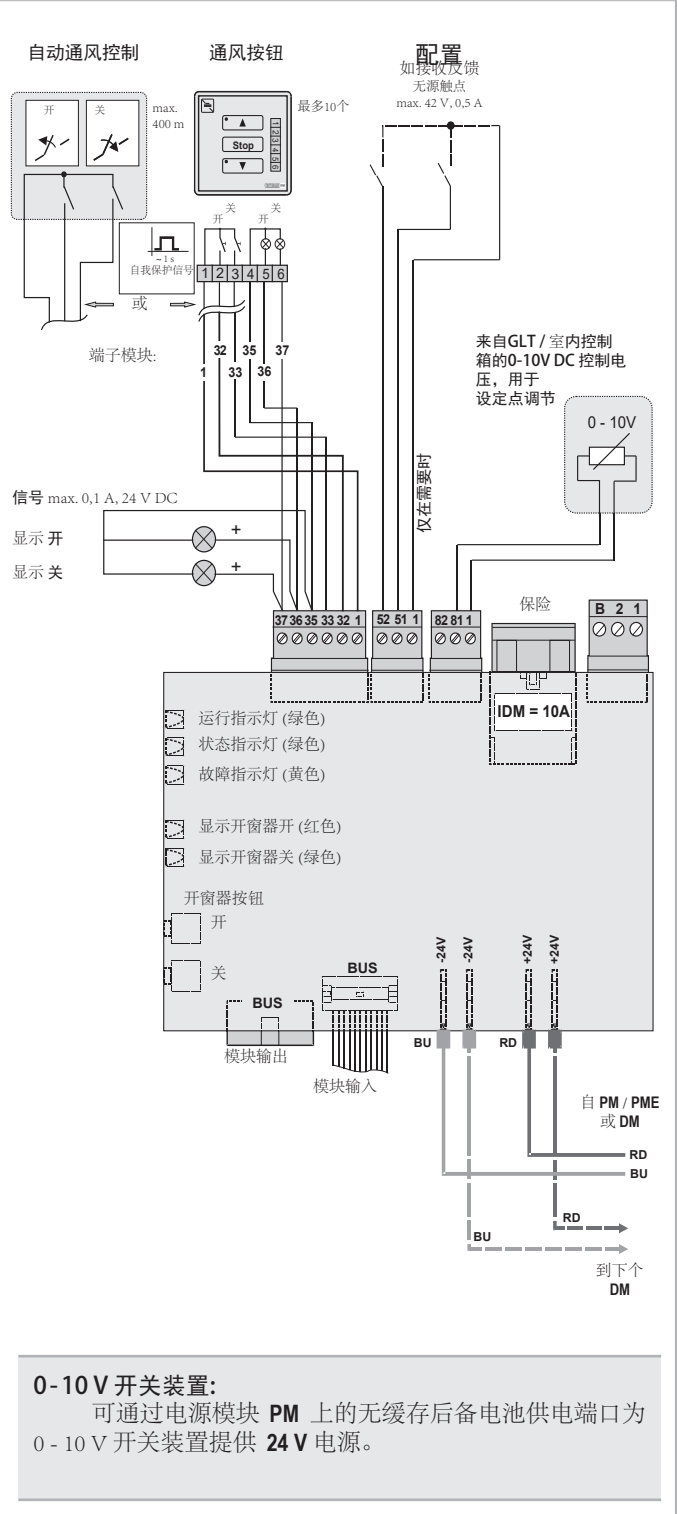 自动通风控制
通风按钮
配置
如接收反馈
无源触点
max. 42 V, 0,5 A
开
关
max.
400 m
Stop
1
2
3
4
5
6
最多10个
开
关
开
关
~ 1 s
自我保护信号
1 2 3 4 5 6
或
端子模块:
1
32
33
35
36
37
来自GLT / 室内控制
箱的0-10V DC 控制电
压，用于
设定点调节
0 - 10V
仅在需要时
信号 max. 0,1 A, 24 V DC
显示 开
+
显示 关
+
37 36 35 33 32 1
52 51 1
82 81 1
保险
B 2 1
IDM = 10A
运行指示灯 (绿色)
状态指示灯 (绿色)
故障指示灯 (黄色)
显示开窗器开 (红色)
显示开窗器关 (绿色)
开窗器按钮
开
关
BUS
模块输出
BUS
模块输入
-24V
-24V
+24V
+24V
BU
RD
自 PM / PME
或 DM
RD
BU
RD
BU
到下个
DM
0-10 V 开关装置:
可通过电源模块 PM 上的无缓存后备电池供电端口为
0 - 10 V 开关装置提供 24 V 电源。